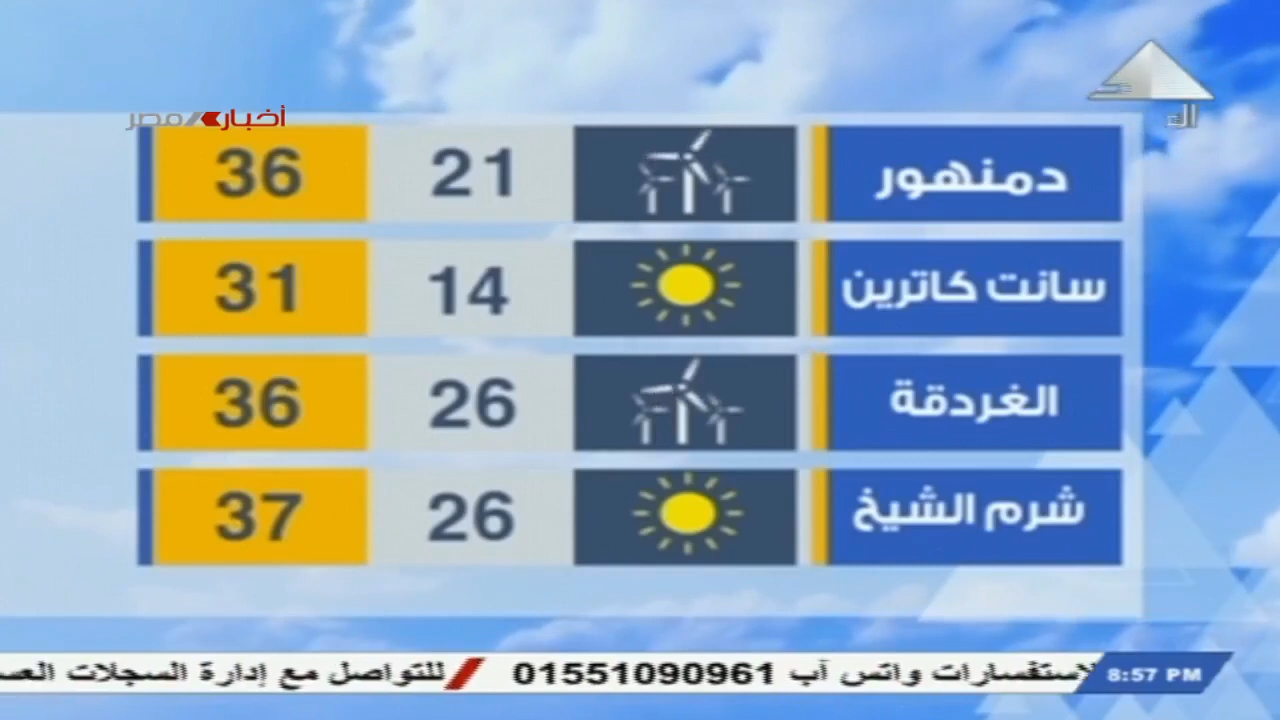 أخبار مصر
دمنهور 21 36
سانت كاترين 14 31
الغردقة 26 36
شرم الشيخ 26 37
8:57 PM
واتس آب 01551090961 للتواصل مع إدارة السجلات